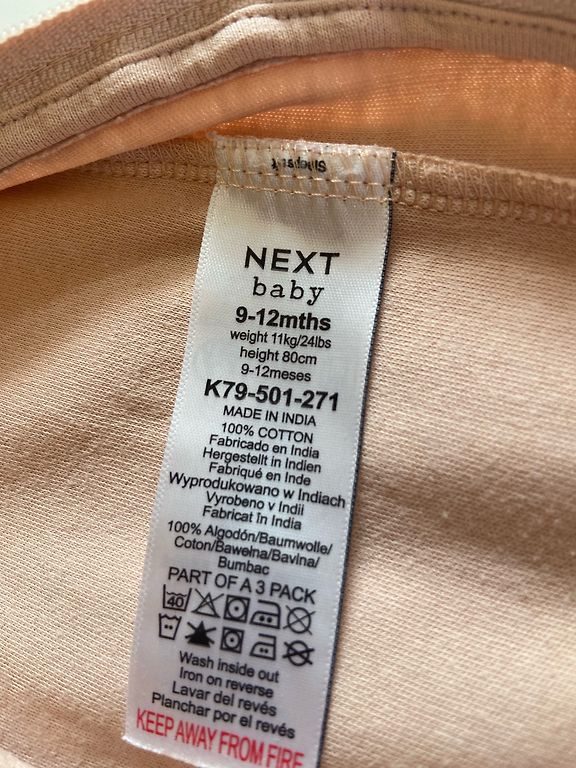 NEXT
baby
9-12mths
weight 11kg/24lbs
height 80cm
9-12meses
K79-501-271
MADE IN INDIA
100% COTTON
Fabricado en India
Hergestellt in Indien
Fabriqué en Inde
Wyprodukowano w Indiach
Vyrobeno v Indii
Fabricat în India
100% Algodón/Baumwolle/
Coton/Bawełna/Bavlna/
Bumbac
PART OF A 3 PACK
40
Wash inside out
Iron on reverse
Lavar del revés
Planchar por el revés
KEEP AWAY FROM FIRE